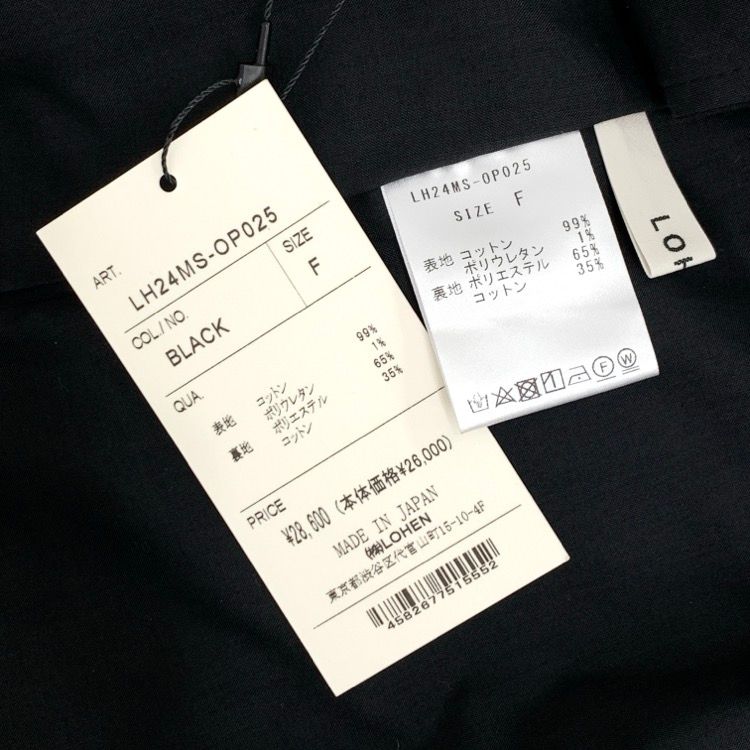 ART.
LH24MS-OP025
SIZE
F
COL./NO.
BLACK
QUA.
表地 コットン 99%
ポリウレタン 1%
裏地 ポリエステル 65%
コットン 35%
PRICE
¥28,600 (本体価格¥26,000)
MADE IN JAPAN
㈱LOHEN
東京都渋谷区代官山町15-10-4F
4582677515552
LH24MS-OP025
SIZE F
表地 コットン 99%
ポリウレタン 1%
裏地 ポリエステル 65%
コットン 35%
F W
LOH